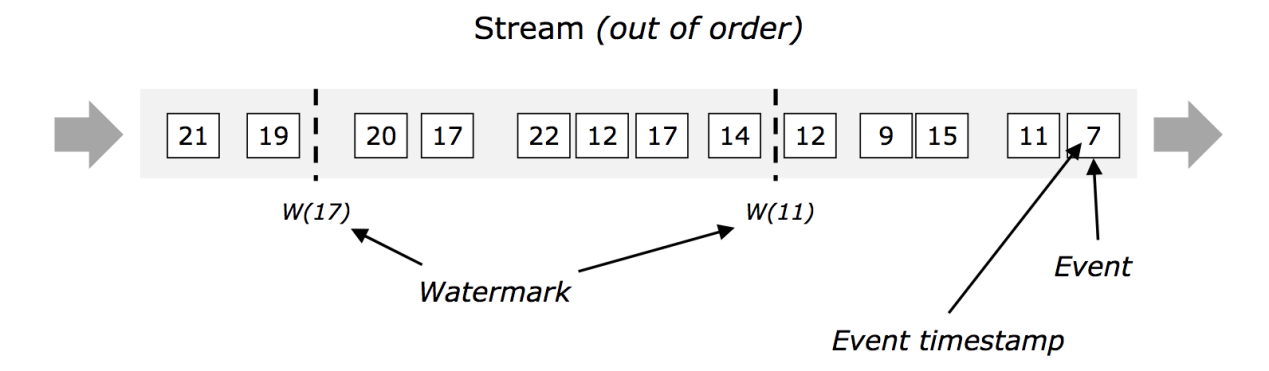 Stream (out of order)
21 19 20 17 22 12 17 14 12 9 15 11 7
W(17) W(11)
Event
Watermark
Event timestamp